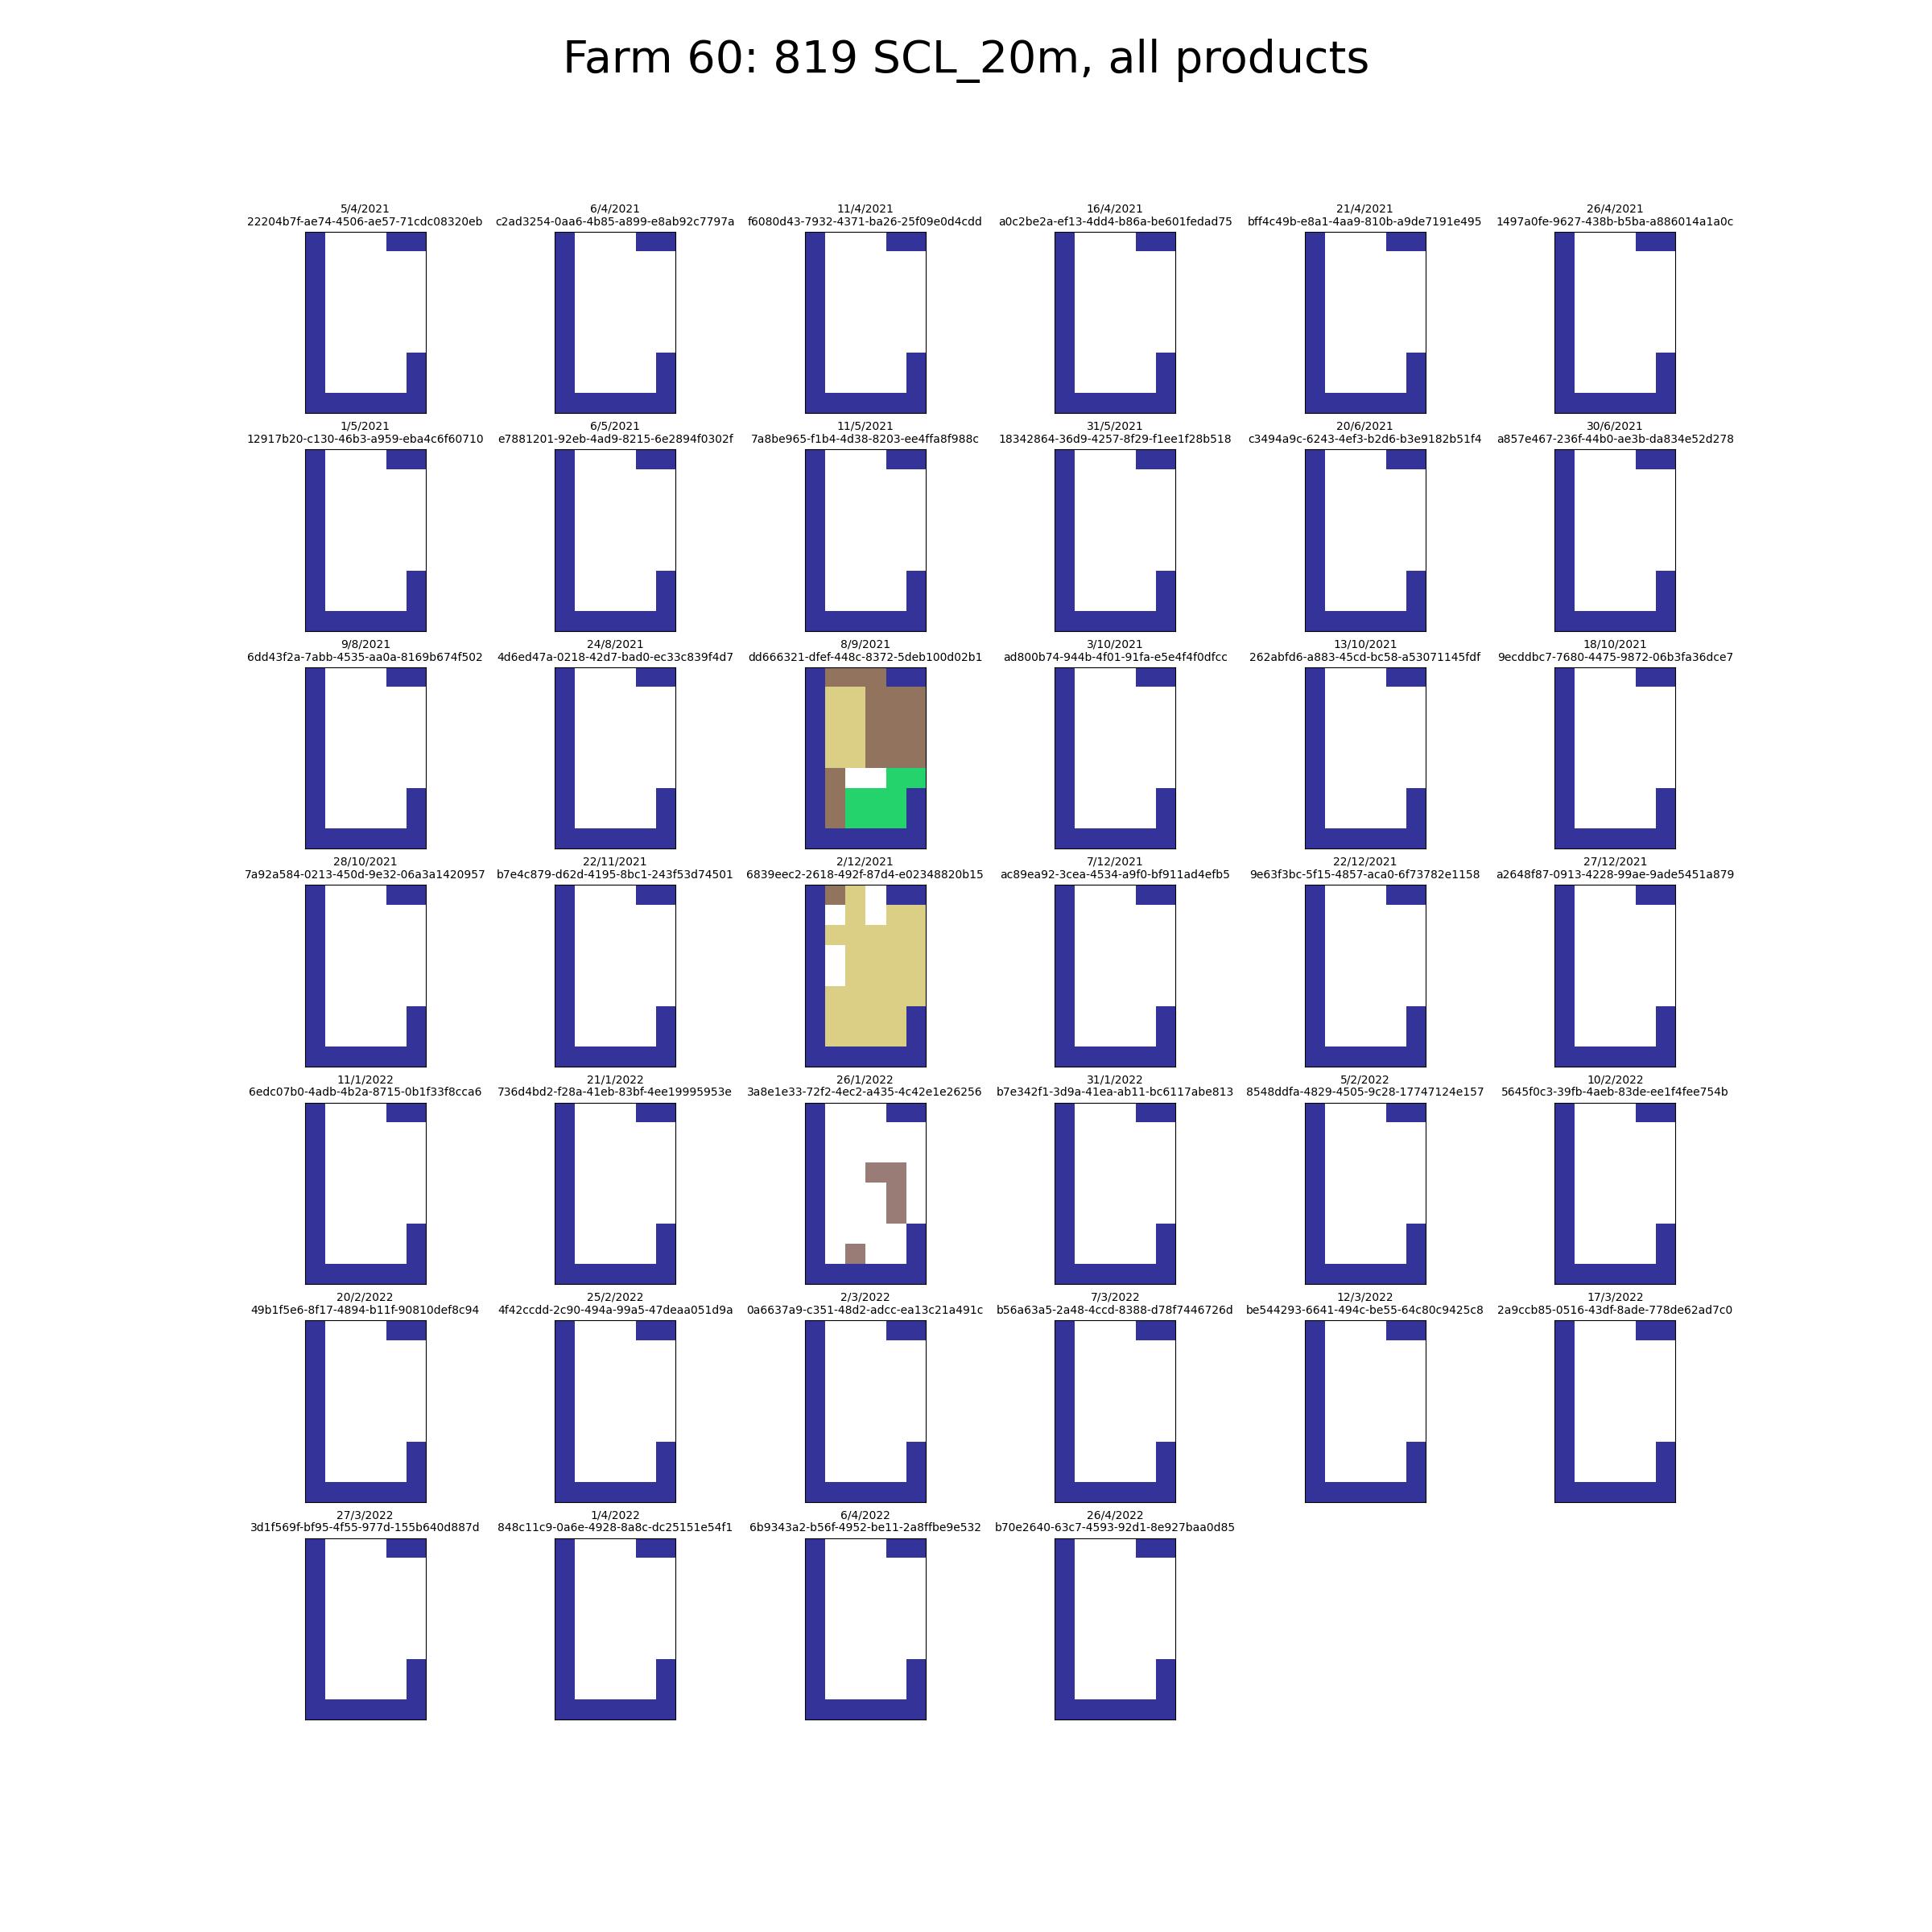 Farm 60: 819 SCL_20m, all products
5/4/2021
22204b7f-ae74-4506-ae57-71cdc08320eb
6/4/2021
c2ad3254-0aa6-4b85-a899-e8ab92c7797a
11/4/2021
f6080d43-7932-4371-ba26-25f09e0d4cdd
16/4/2021
a0c2be2a-ef13-4dd4-b86a-be601fedad75
21/4/2021
bff4c49b-e8a1-4aa9-810b-a9de7191e495
26/4/2021
1497a0fe-9627-438b-b5ba-a886014a1a0c
1/5/2021
12917b20-c130-46b3-a959-eba4c6f60710
6/5/2021
e7881201-92eb-4ad9-8215-6e2894f0302f
11/5/2021
7a8be965-f1b4-4d38-8203-ee4ffa8f988c
31/5/2021
18342864-36d9-4257-8f29-f1ee1f28b518
20/6/2021
c3494a9c-6243-4ef3-b2d6-b3e9182b51f4
30/6/2021
a857e467-236f-44b0-ae3b-da834e52d278
9/8/2021
6dd43f2a-7abb-4535-aa0a-8169b674f502
24/8/2021
4d6ed47a-0218-42d7-bad0-ec33c839f4d7
8/9/2021
dd666321-dfef-448c-8372-5deb100d02b1
3/10/2021
ad800b74-944b-4f01-91fa-e5e4f4f0dfcc
13/10/2021
262abfd6-a883-45cd-bc58-a53071145fdf
18/10/2021
9ecddbc7-7680-4475-9872-06b3fa36dce7
28/10/2021
7a92a584-0213-450d-9e32-06a3a1420957
22/11/2021
b7e4c879-d62d-4195-8bc1-243f53d74501
2/12/2021
6839eec2-2618-492f-87d4-e02348820b15
7/12/2021
ac89ea92-3cea-4534-a9f0-bf911ad4efb5
22/12/2021
9e63f3bc-5f15-4857-aca0-6f73782e1158
27/12/2021
a2648f87-0913-4228-99ae-9ade5451a879
11/1/2022
6edc07b0-4adb-4b2a-8715-0b1f33f8cca6
21/1/2022
736d4bd2-f28a-41eb-83bf-4ee19995953e
26/1/2022
3a8e1e33-72f2-4ec2-a435-4c42e1e26256
31/1/2022
b7e342f1-3d9a-41ea-ab11-bc6117abe813
5/2/2022
8548ddfa-4829-4505-9c28-17747124e157
10/2/2022
5645f0c3-39fb-4aeb-83de-ee1f4fee754b
20/2/2022
49b1f5e6-8f17-4894-b11f-90810def8c94
25/2/2022
4f42ccdd-2c90-494a-99a5-47deaa051d9a
2/3/2022
0a6637a9-c351-48d2-adcc-ea13c21a491c
7/3/2022
b56a63a5-2a48-4ccd-8388-d78f7446726d
12/3/2022
be544293-6641-494c-be55-64c80c9425c8
17/3/2022
2a9ccb85-0516-43df-8ade-778de62ad7c0
27/3/2022
3d1f569f-bf95-4f55-977d-155b640d887d
1/4/2022
848c11c9-0a6e-4928-8a8c-dc25151e54f1
6/4/2022
6b9343a2-b56f-4952-be11-2a8ffbe9e532
26/4/2022
b70e2640-63c7-4593-92d1-8e927baa0d85